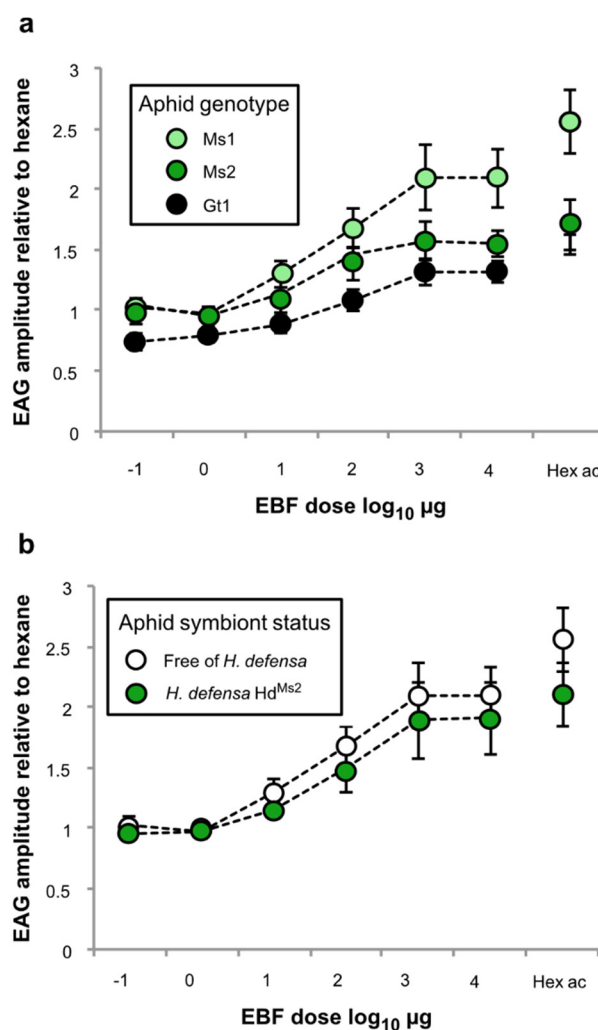 a
3
2.5
2
1.5
1
0.5
0
EAG amplitude relative to hexane
Aphid genotype
Ms1
Ms2
Gt1
-1 0 1 2 3 4 Hex ac
EBF dose log₁₀ µg
b
3
2.5
2
1.5
1
0.5
0
EAG amplitude relative to hexane
Aphid symbiont status
Free of H. defensa
H. defensa Hdᴹˢ²
-1 0 1 2 3 4 Hex ac
EBF dose log₁₀ µg